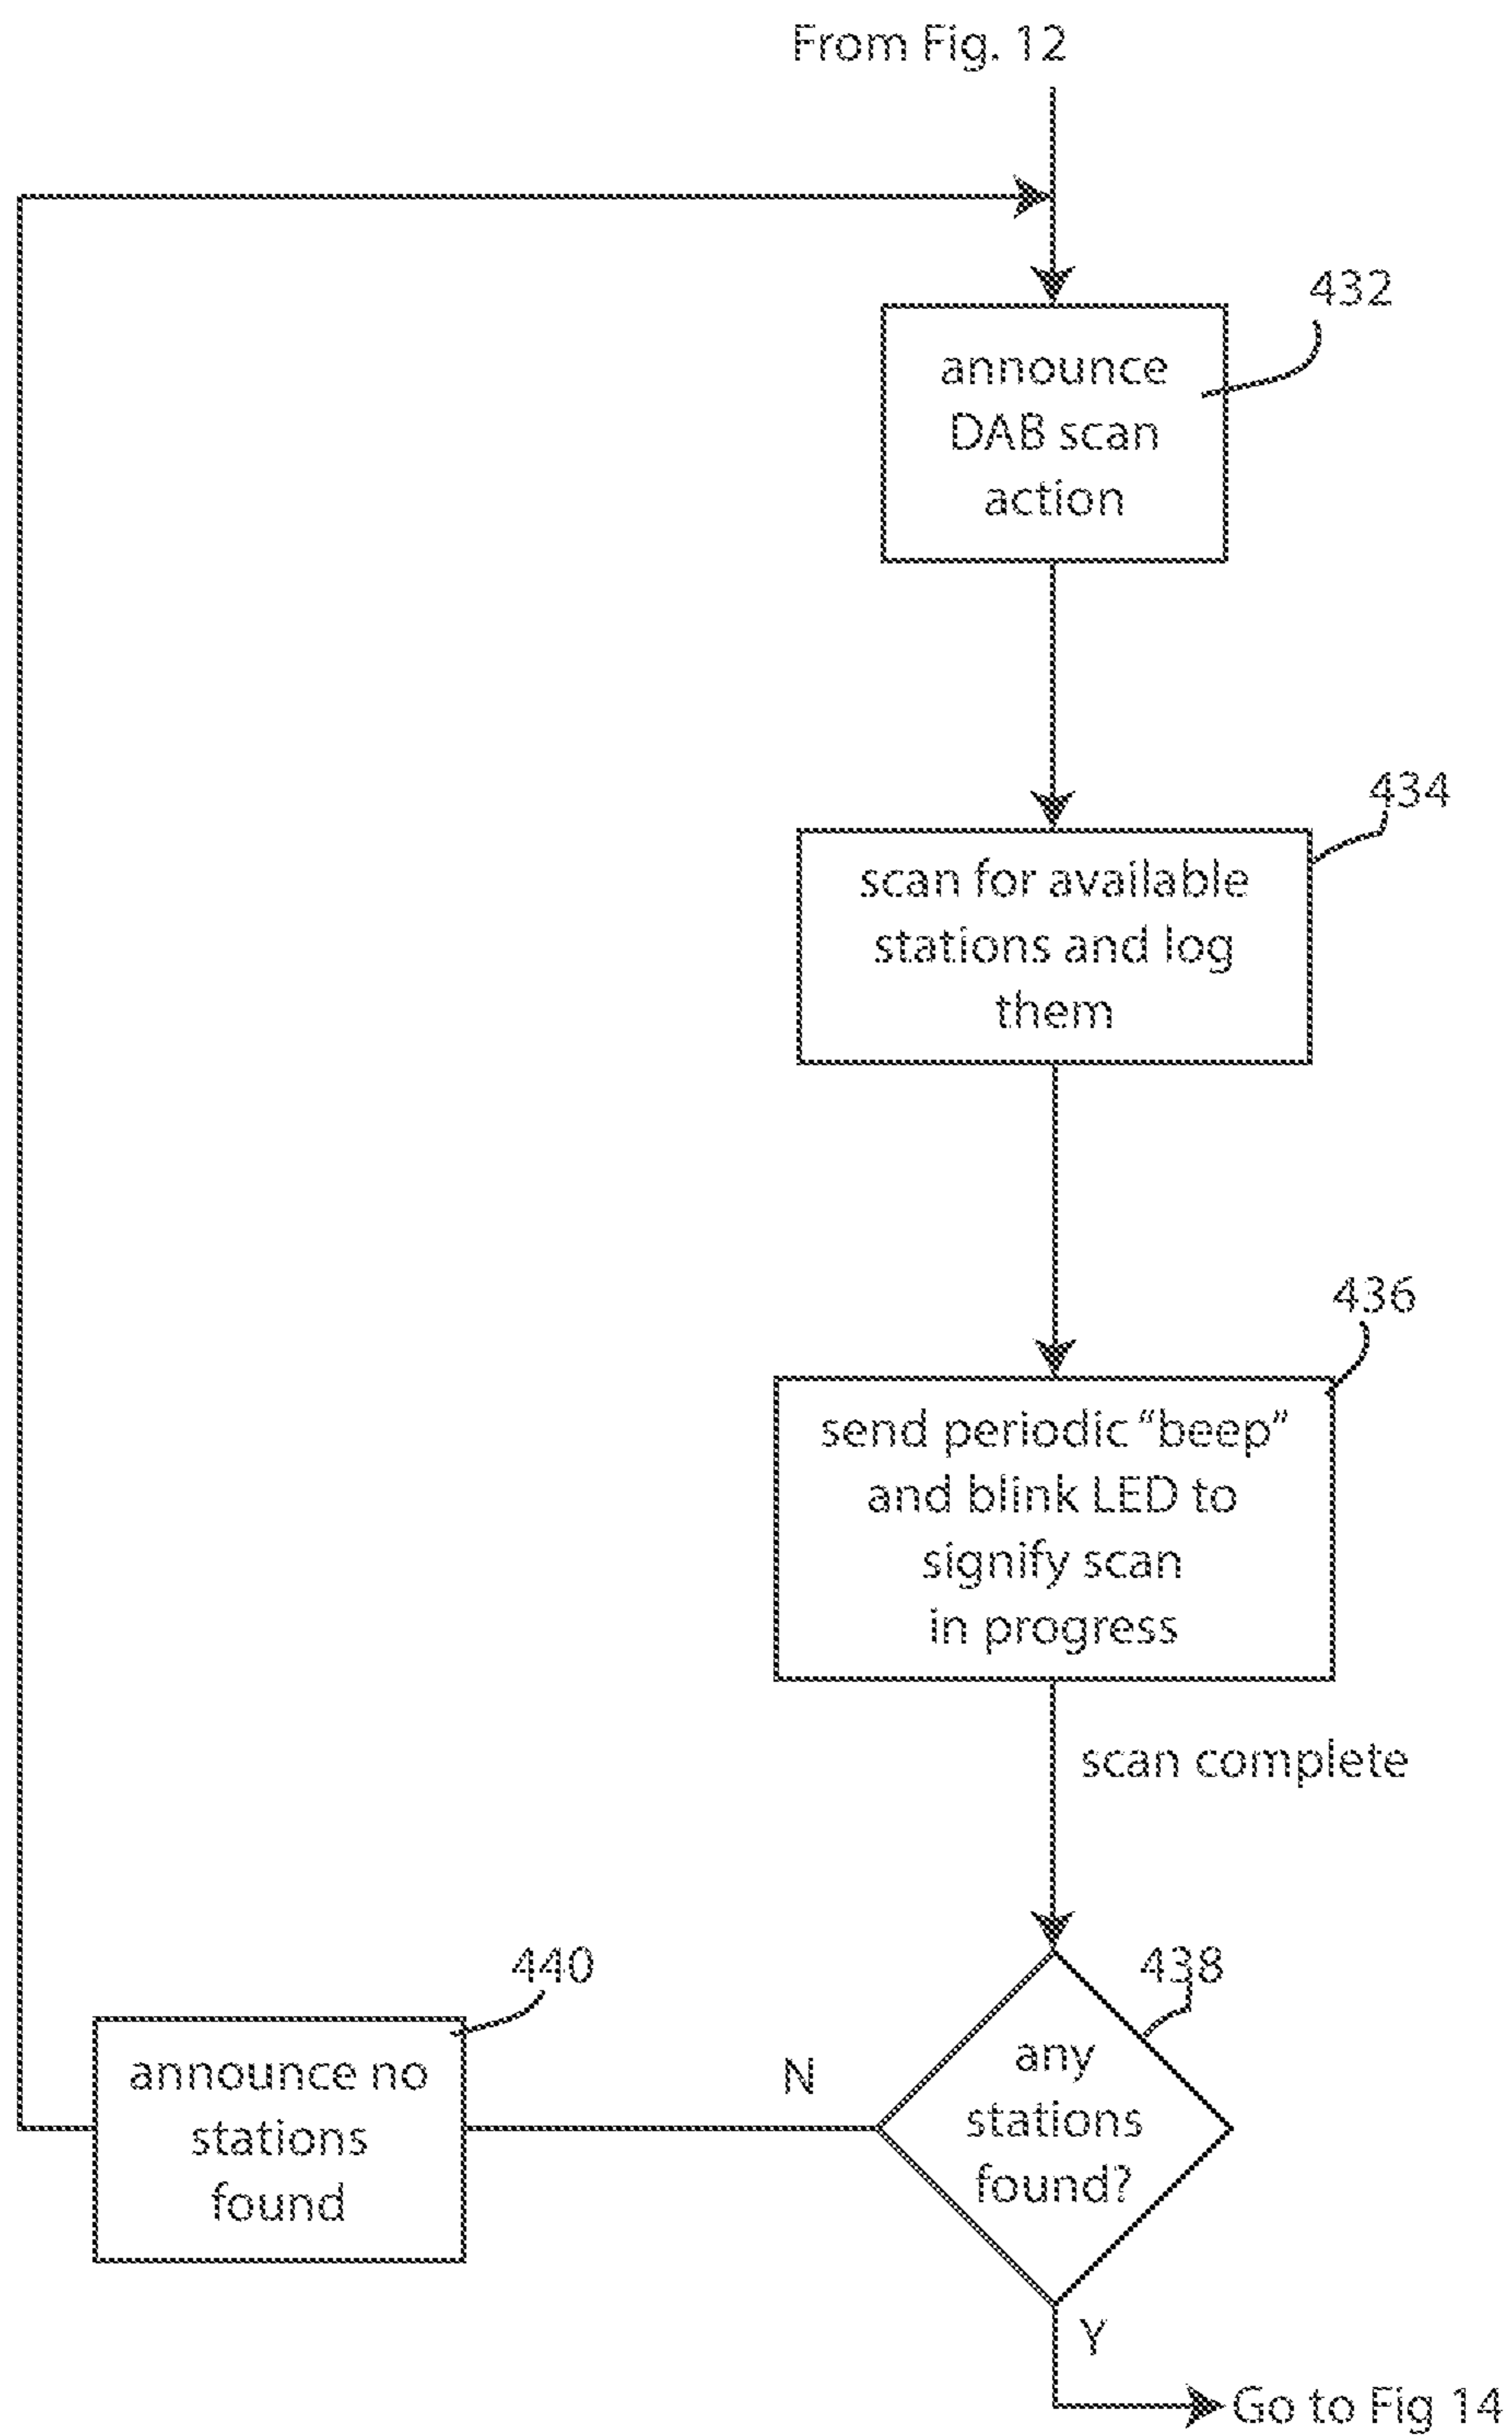 From Fig. 12
432
announce
DAB scan
action
434
scan for available
stations and log
them
436
send periodic “beep”
and blink LED to
signify scan
in progress
scan complete
440
438
announce no
stations
found
N
any
stations
found?
Y
Go to Fig 14